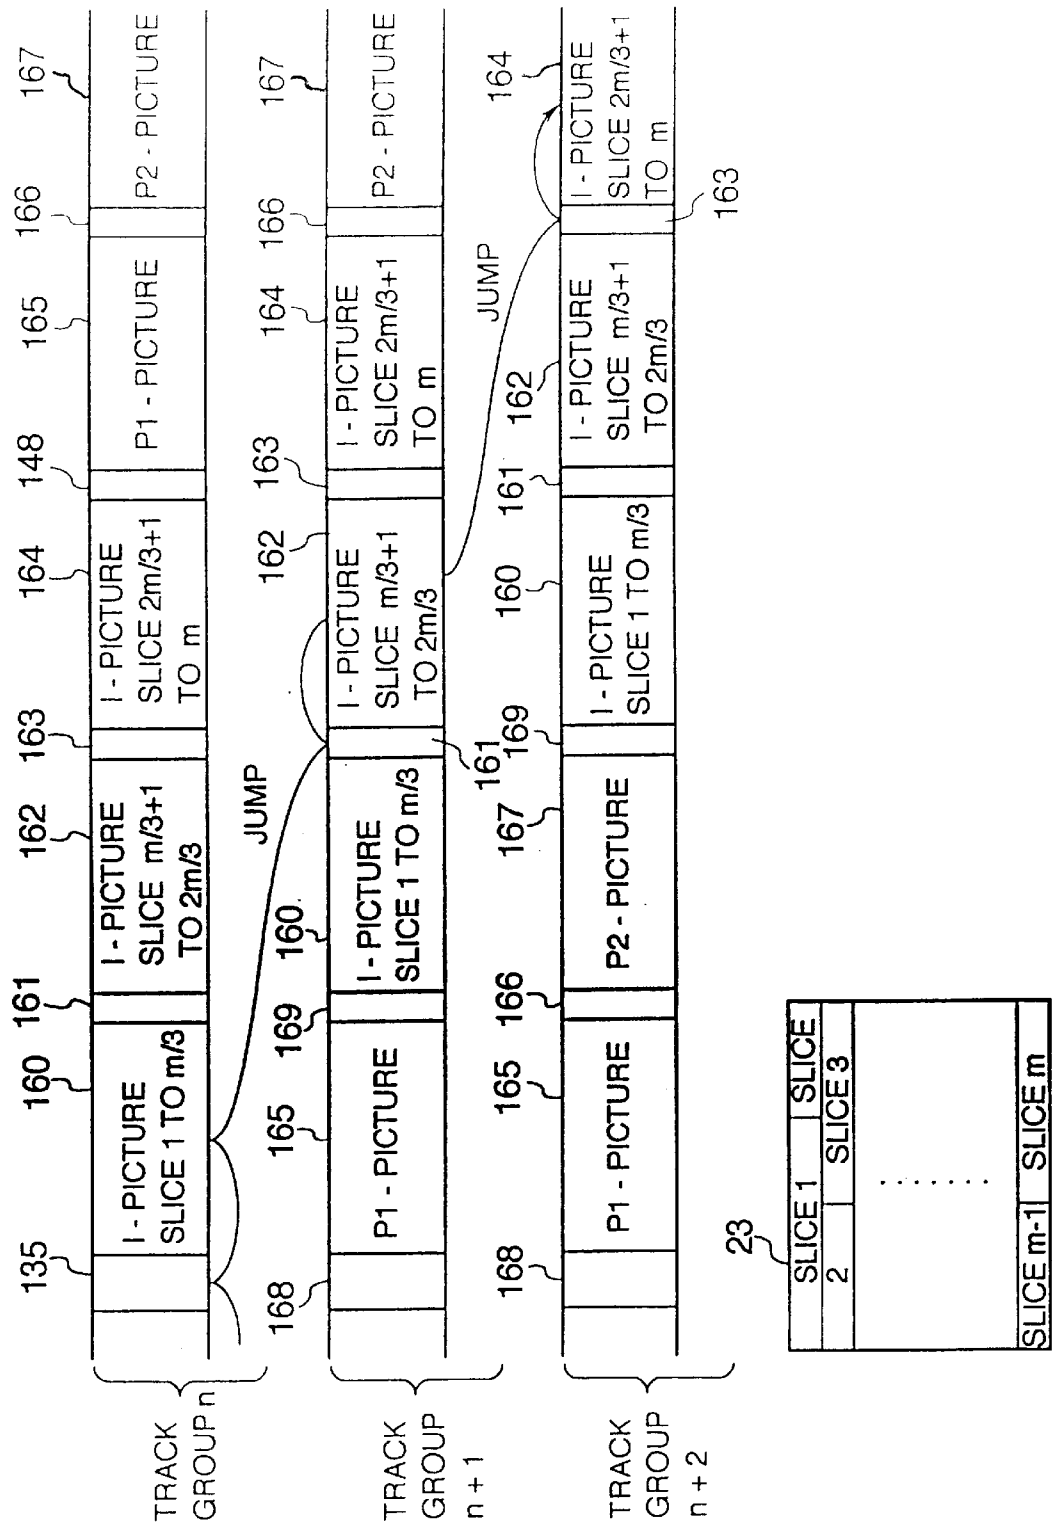 135
160
161
162
163
164
148
165
166
167
TRACK
GROUP n
I - PICTURE
SLICE 1 TO m/3
I - PICTURE
SLICE m/3+1
TO 2m/3
I - PICTURE
SLICE 2m/3+1
TO m
P1 - PICTURE
P2 - PICTURE
JUMP
168
165
169
160
162
163
164
166
167
TRACK
GROUP
n + 1
P1 - PICTURE
I - PICTURE
SLICE 1 TO m/3
I - PICTURE
SLICE m/3+1
TO 2m/3
I - PICTURE
SLICE 2m/3+1
TO m
P2 - PICTURE
161
JUMP
168
165
166
167
169
160
161
162
164
TRACK
GROUP
n + 2
P1 - PICTURE
P2 - PICTURE
I - PICTURE
SLICE 1 TO m/3
I - PICTURE
SLICE m/3+1
TO 2m/3
I - PICTURE
SLICE 2m/3+1
TO m
163
23
SLICE 1 SLICE
2 SLICE 3
SLICE m-1 SLICE m